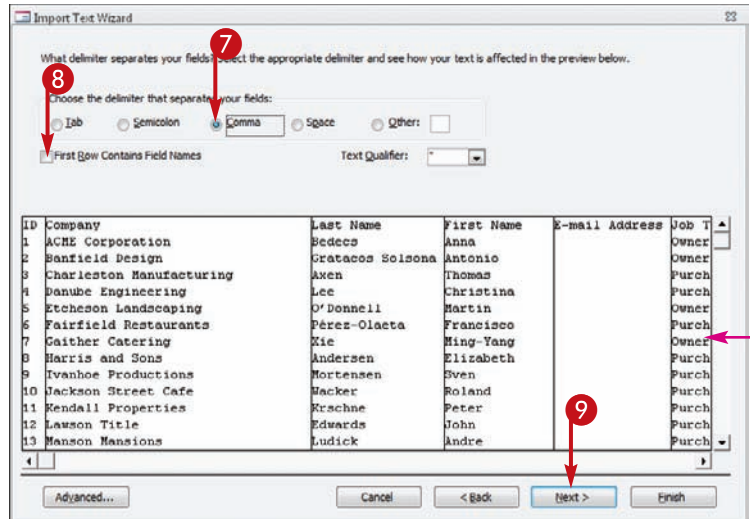 Import Text Wizard
7
What delimiter separates your fields? Select the appropriate delimiter and see how your text is affected in the preview below.
8
Choose the delimiter that separates your fields:
Tab Semicolon Comma Space Other:
First Row Contains Field Names Text Qualifier: "
ID Company Last Name First Name E-mail Address Job T
1 ACME Corporation Bedecs Anna Owner
2 Banfield Design Gratacos Solsona Antonio Owner
3 Charleston Manufacturing Axen Thomas Purch
4 Danube Engineering Lee Christina Purch
5 Etcheson Landscaping O'Donnell Martin Owner
6 Fairfield Restaurants Pérez-Olaeta Francisco Purch
7 Gaither Catering Xie Ming-Yang Owner
8 Harris and Sons Andersen Elizabeth Purch
9 Ivanhoe Productions Mortensen Sven Purch
10 Jackson Street Cafe Wacker Roland Purch
11 Kendall Properties Krschne Peter Purch
12 Lawson Title Edwards John Purch
13 Manson Mansions Ludick Andre Purch
9
Advanced... Cancel < Back Next > Finish